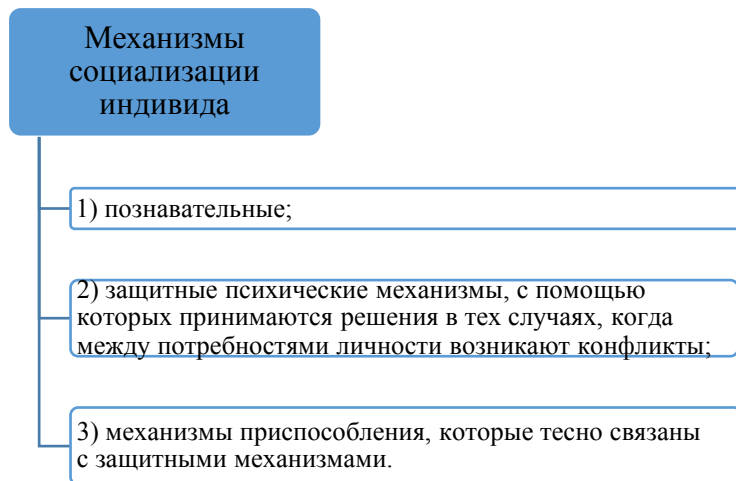 Механизмы
социализации
индивида
1) познавательные;
2) защитные психические механизмы, с помощью
которых принимаются решения в тех случаях, когда
между потребностями личности возникают конфликты;
3) механизмы приспособления, которые тесно связаны
с защитными механизмами.